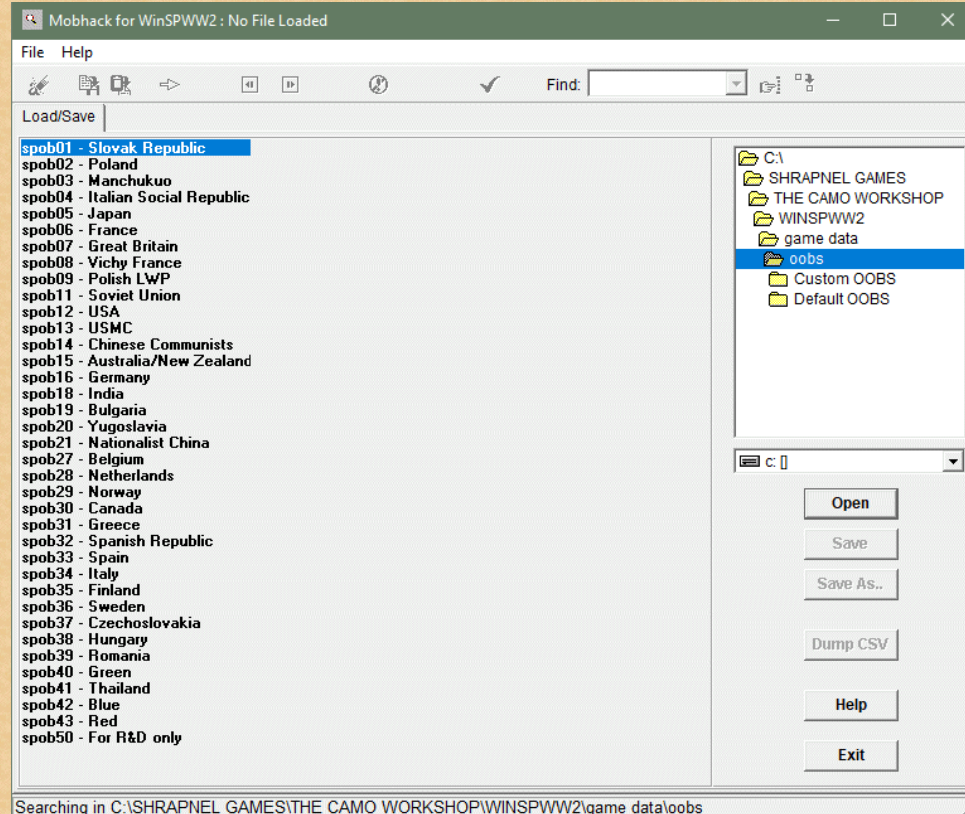 Mobhack for WinSPWW2 : No File Loaded
File Help
Find:
Load/Save
spob01 - Slovak Republic
spob02 - Poland
spob03 - Manchukuo
spob04 - Italian Social Republic
spob05 - Japan
spob06 - France
spob07 - Great Britain
spob08 - Vichy France
spob09 - Polish LWP
spob11 - Soviet Union
spob12 - USA
spob13 - USMC
spob14 - Chinese Communists
spob15 - Australia/New Zealand
spob16 - Germany
spob18 - India
spob19 - Bulgaria
spob20 - Yugoslavia
spob21 - Nationalist China
spob27 - Belgium
spob28 - Netherlands
spob29 - Norway
spob30 - Canada
spob31 - Greece
spob32 - Spanish Republic
spob33 - Spain
spob34 - Italy
spob35 - Finland
spob36 - Sweden
spob37 - Czechoslovakia
spob38 - Hungary
spob39 - Romania
spob40 - Green
spob41 - Thailand
spob42 - Blue
spob43 - Red
spob50 - For R&D only
C:\
SHRAPNEL GAMES
THE CAMO WORKSHOP
WINSPWW2
game data
oobs
Custom OOBS
Default OOBS
c: []
Open
Save
Save As..
Dump CSV
Help
Exit
Searching in C:\SHRAPNEL GAMES\THE CAMO WORKSHOP\WINSPWW2\game data\oobs